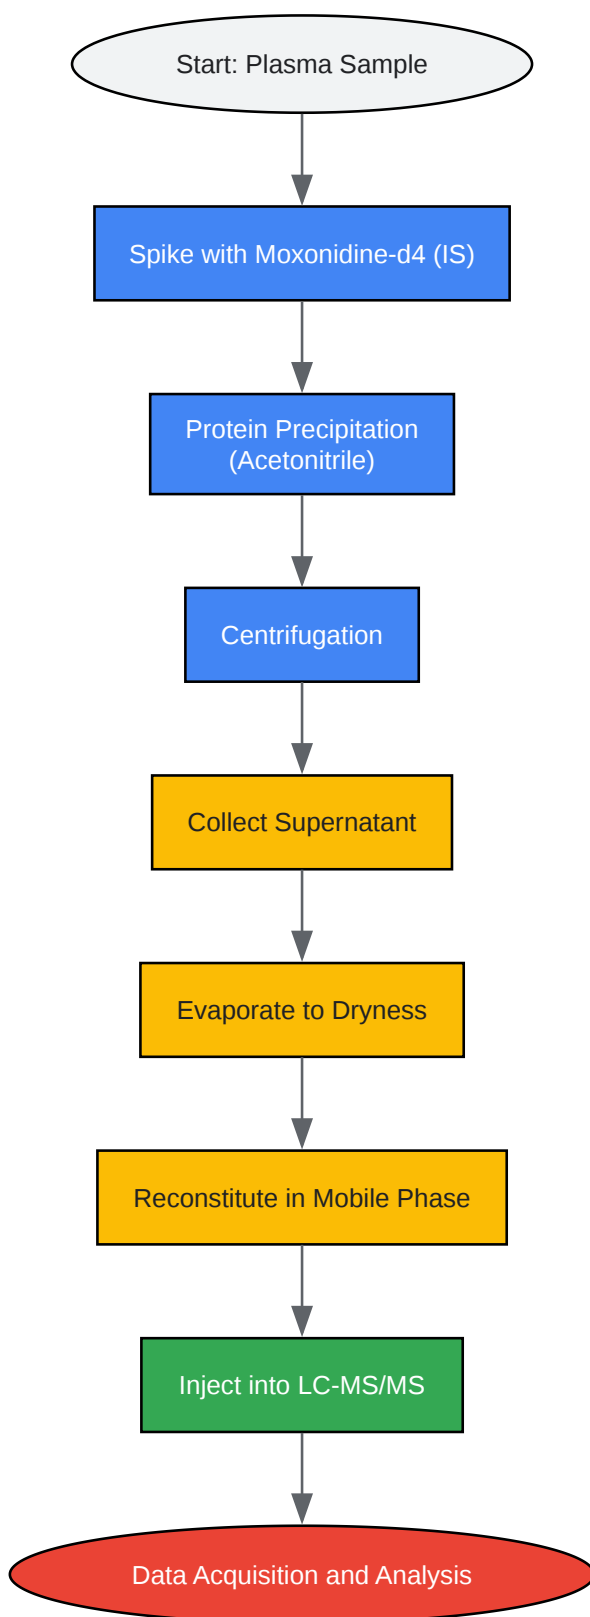 Start: Plasma Sample
Spike with Moxonidine-d4 (IS)
Protein Precipitation
(Acetonitrile)
Centrifugation
Collect Supernatant
Evaporate to Dryness
Reconstitute in Mobile Phase
Inject into LC-MS/MS
Data Acquisition and Analysis